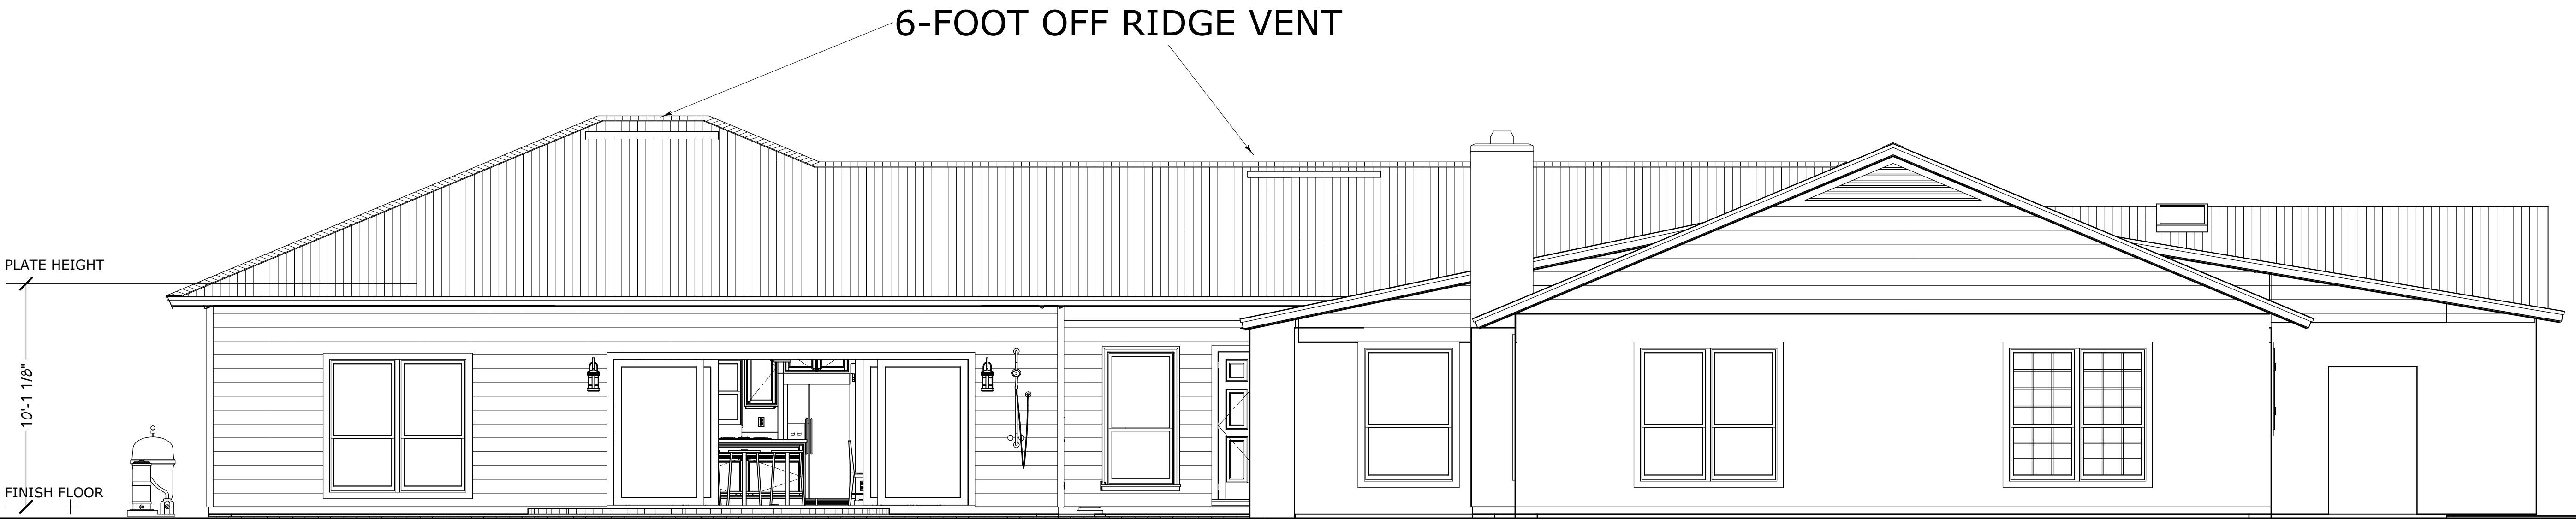 6-FOOT OFF RIDGE VENT
PLATE HEIGHT
10'-1 1/8"
FINISH FLOOR